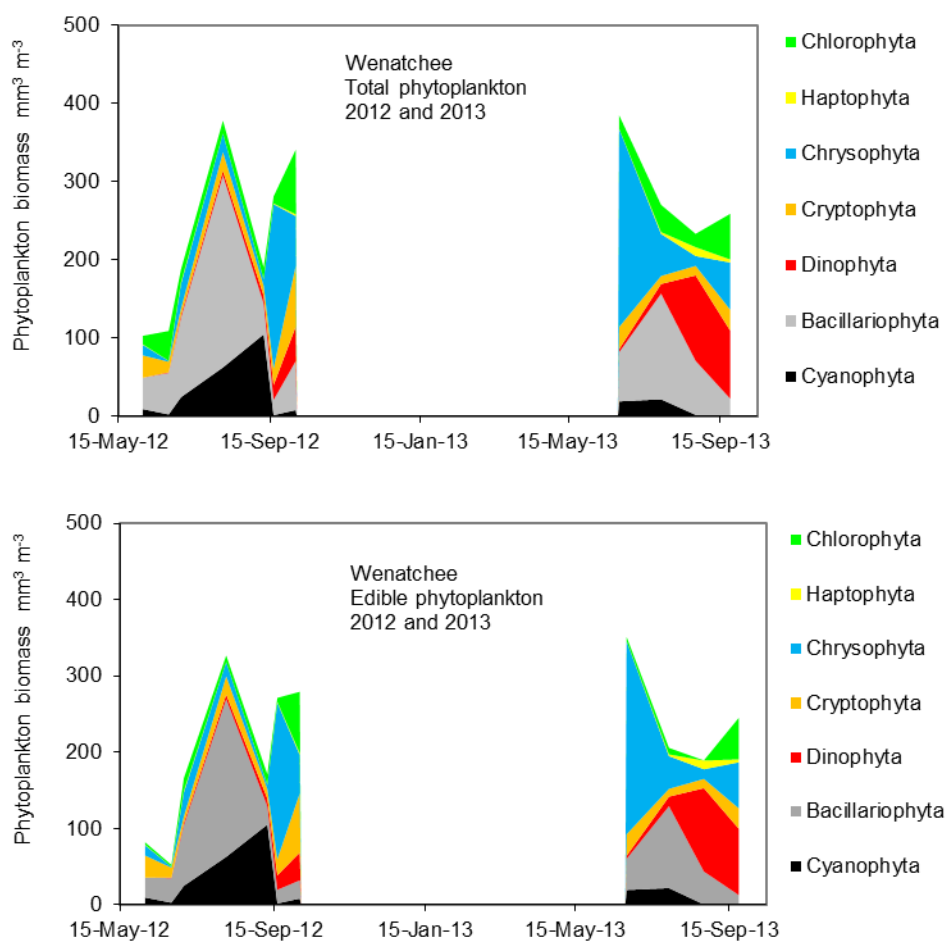 Phytoplankton biomass mm³ m⁻³
500
400
300
200
100
0
Wenatchee
Total phytoplankton
2012 and 2013
15-May-12
15-Sep-12
15-Jan-13
15-May-13
15-Sep-13
Chlorophyta
Haptophyta
Chrysophyta
Cryptophyta
Dinophyta
Bacillariophyta
Cyanophyta
Phytoplankton biomass mm³ m⁻³
500
400
300
200
100
0
Wenatchee
Edible phytoplankton
2012 and 2013
15-May-12
15-Sep-12
15-Jan-13
15-May-13
15-Sep-13
Chlorophyta
Haptophyta
Chrysophyta
Cryptophyta
Dinophyta
Bacillariophyta
Cyanophyta